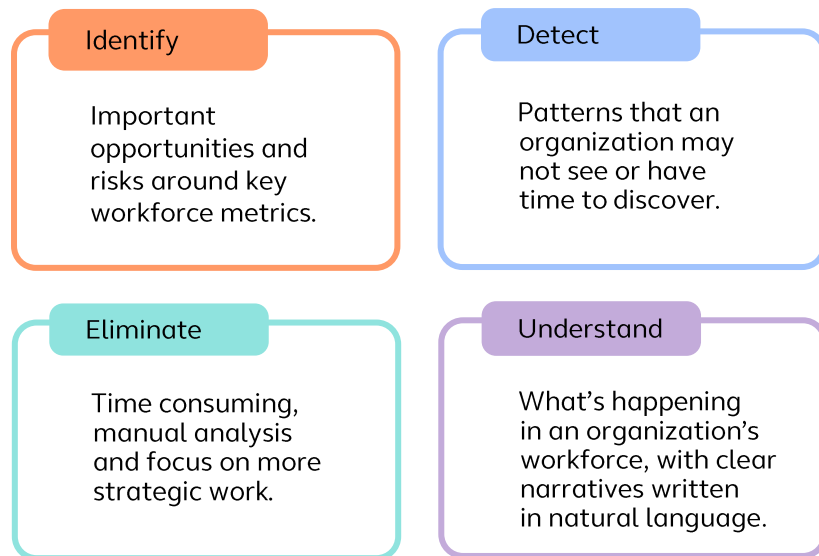 Identify
Important
opportunities and
risks around key
workforce metrics.
Detect
Patterns that an
organization may
not see or have
time to discover.
Eliminate
Time consuming,
manual analysis
and focus on more
strategic work.
Understand
What’s happening
in an organization’s
workforce, with clear
narratives written
in natural language.